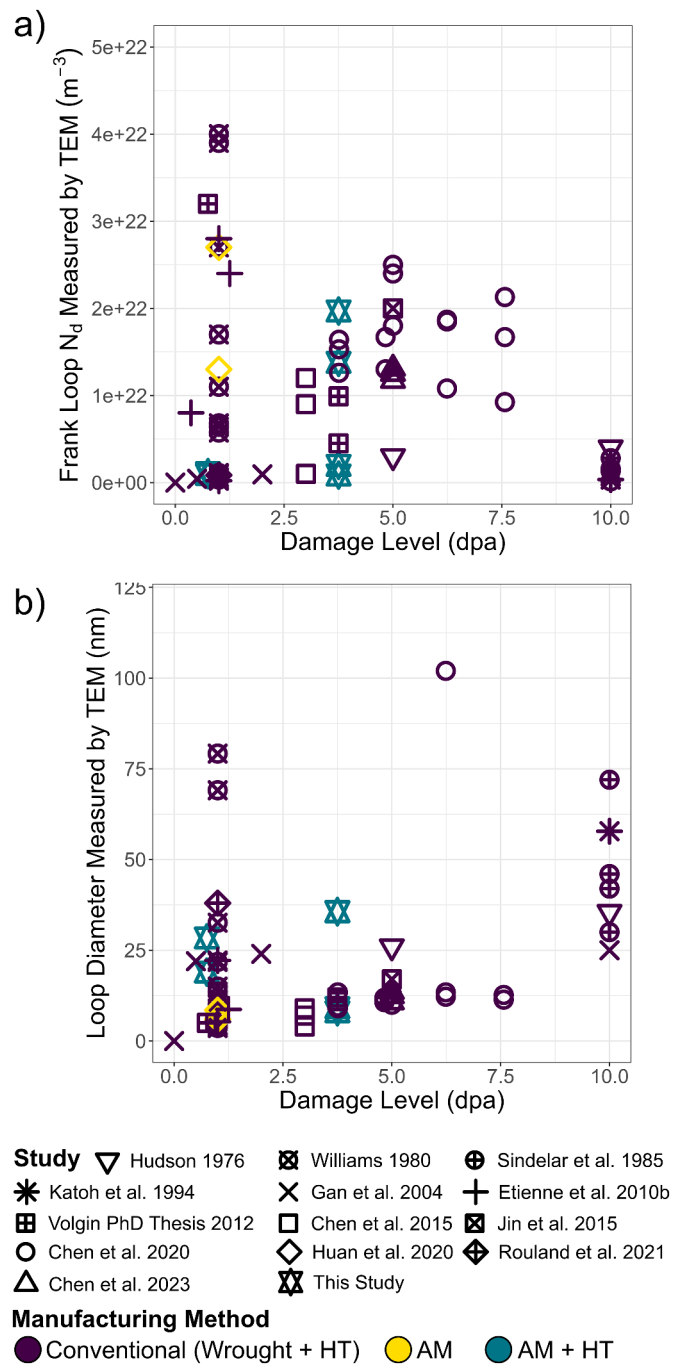 a)
Frank Loop Nd Measured by TEM (m−3)
5e+22
4e+22
3e+22
2e+22
1e+22
0e+00
0.0 2.5 5.0 7.5 10.0
Damage Level (dpa)
b)
Loop Diameter Measured by TEM (nm)
125
100
75
50
25
0
0.0 2.5 5.0 7.5 10.0
Damage Level (dpa)
Study Hudson 1976 Williams 1980 Sindelar et al. 1985
Katoh et al. 1994 Gan et al. 2004 Etienne et al. 2010b
Volgin PhD Thesis 2012 Chen et al. 2015 Jin et al. 2015
Chen et al. 2020 Huan et al. 2020 Rouland et al. 2021
Chen et al. 2023 This Study
Manufacturing Method
Conventional (Wrought + HT) AM AM + HT